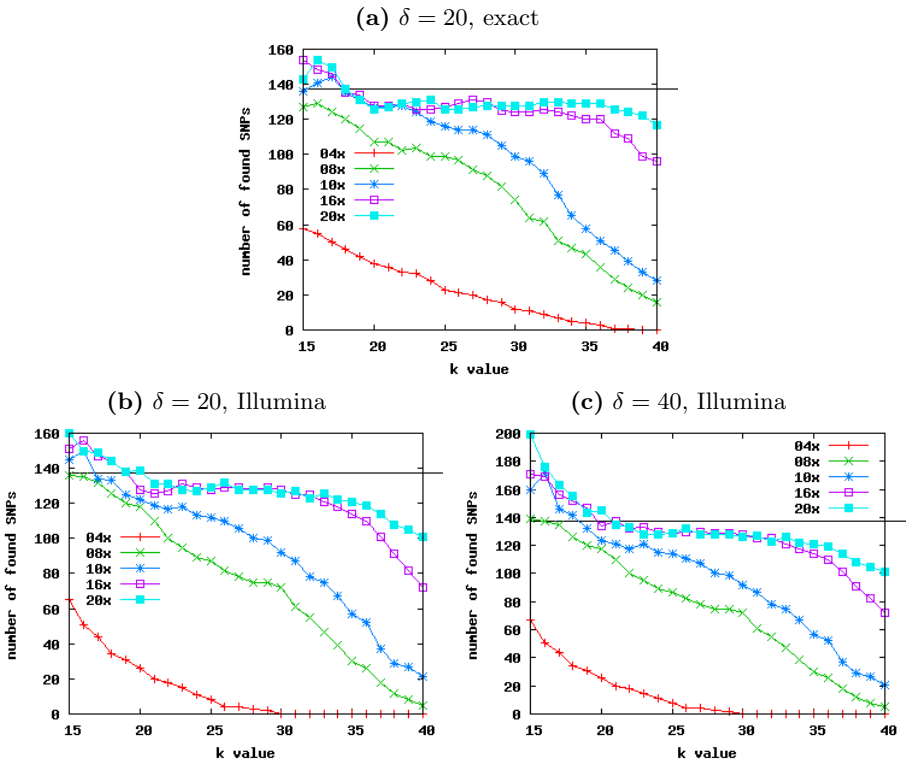 (a) δ = 20, exact
160
140
120
100
80
60
40
20
0
number of found SNPs
04x
08x
10x
16x
20x
15 20 25 30 35 40
k value
(b) δ = 20, Illumina
160
140
120
100
80
60
40
20
0
number of found SNPs
04x
08x
10x
16x
20x
15 20 25 30 35 40
k value
(c) δ = 40, Illumina
200
180
160
140
120
100
80
60
40
20
0
number of found SNPs
04x
08x
10x
16x
20x
15 20 25 30 35 40
k value